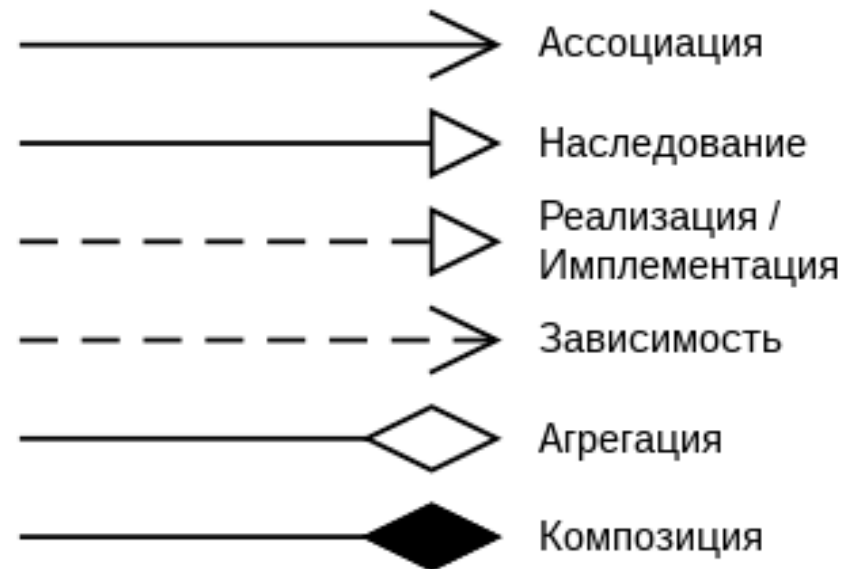 Ассоциация
Наследование
Реализация /
Имплементация
Зависимость
Агрегация
Композиция